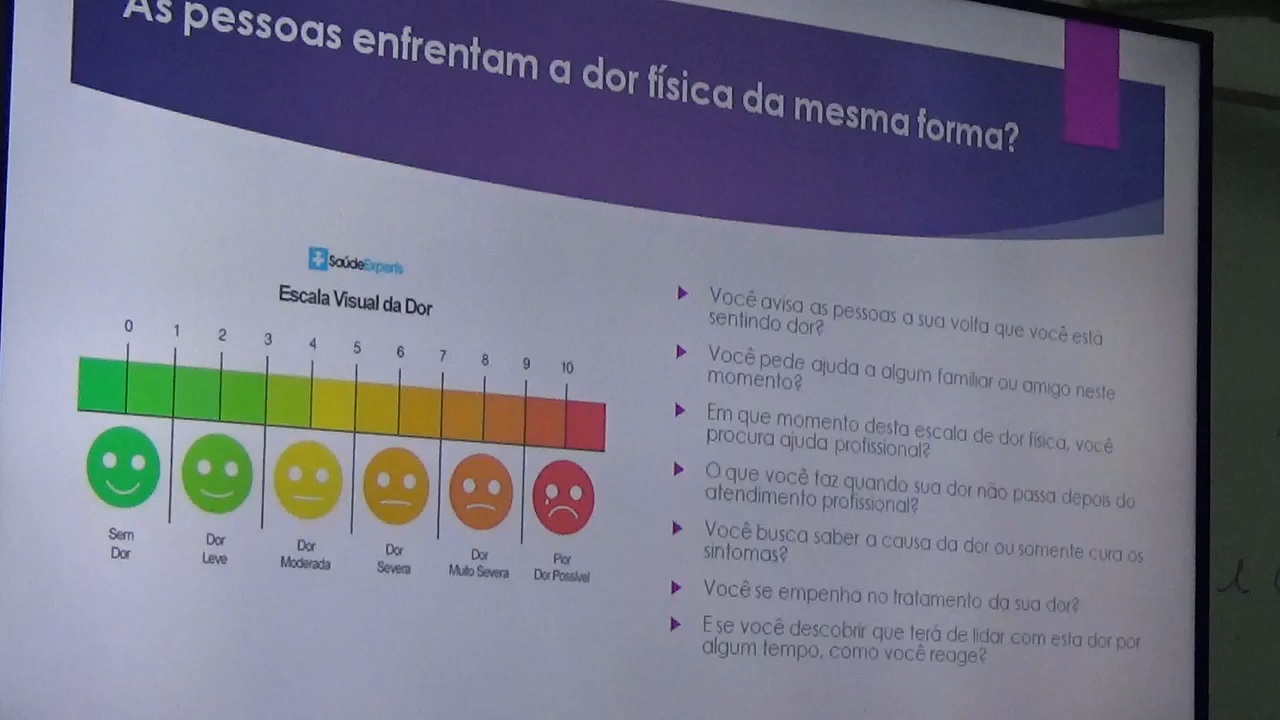 As pessoas enfrentam a dor física da mesma forma?
SaúdeExperts
Escala Visual da Dor
0 1 2 3 4 5 6 7 8 9 10
Sem
Dor
Dor
Leve
Dor
Moderada
Dor
Severa
Dor
Muito Severa
Pior
Dor Possível
Você avisa as pessoas a sua volta que você está
sentindo dor?
Você pede ajuda a algum familiar ou amigo neste
momento?
Em que momento desta escala de dor física, você
procura ajuda profissional?
O que você faz quando sua dor não passa depois do
atendimento profissional?
Você busca saber a causa da dor ou somente cura os
sintomas?
Você se empenha no tratamento da sua dor?
E se você descobrir que terá de lidar com esta dor por
algum tempo, como você reage?